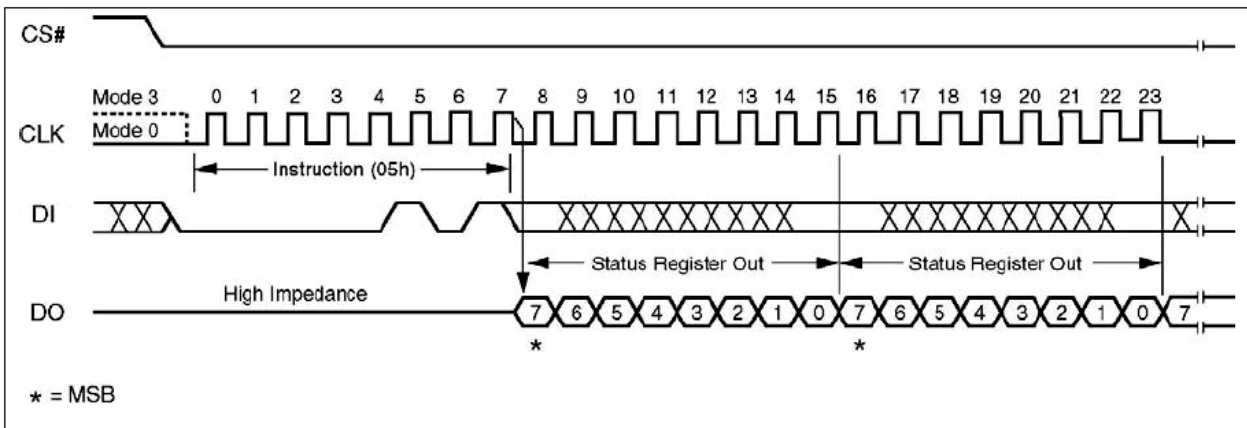 CS#
Mode 3 0 1 2 3 4 5 6 7 8 9 10 11 12 13 14 15 16 17 18 19 20 21 22 23
CLK Mode 0
Instruction (05h)
DI
Status Register Out Status Register Out
High Impedance
DO 7 6 5 4 3 2 1 0 7 6 5 4 3 2 1 0 7
* *
* = MSB